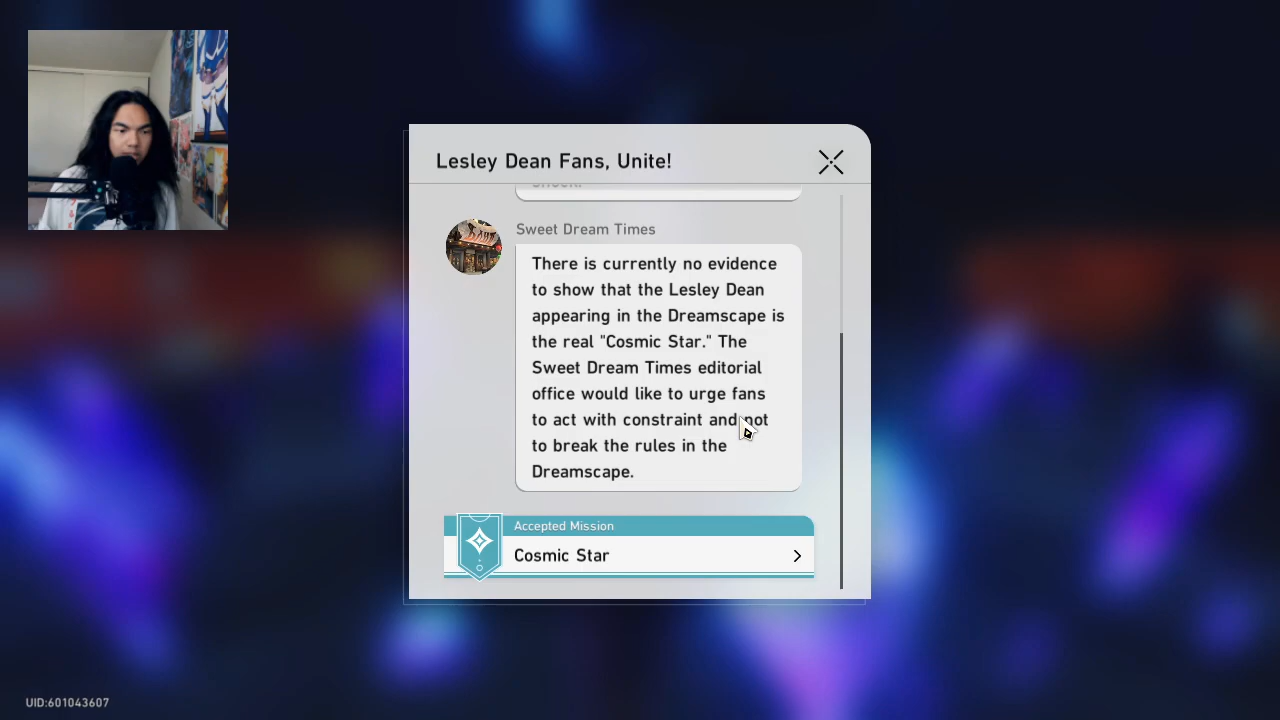 Lesley Dean Fans, Unite!
Sweet Dream Times
There is currently no evidence
to show that the Lesley Dean
appearing in the Dreamscape is
the real "Cosmic Star." The
Sweet Dream Times editorial
office would like to urge fans
to act with constraint and not
to break the rules in the
Dreamscape.
Accepted Mission
Cosmic Star
UID:601043607